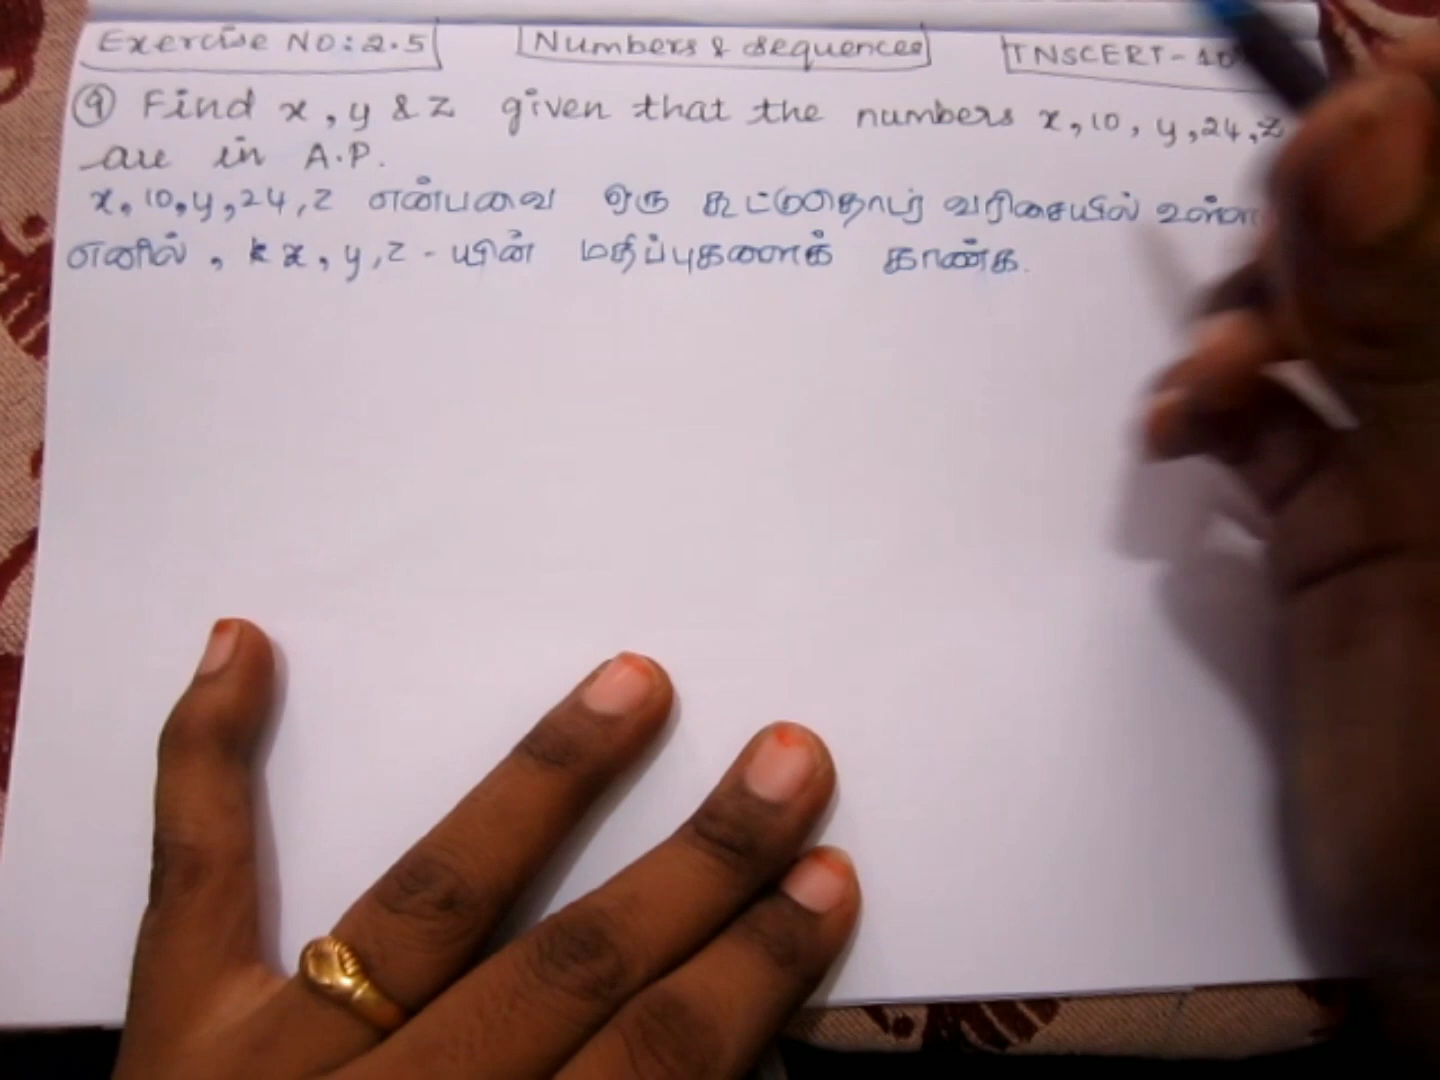 Exercise NO: 2.5
Numbers & Sequences
TNSCERT - 10
⑨ Find x, y & z given that the numbers x, 10, y, 24, z
are in A.P.
x, 10, y, 24, z என்பவை ஒரு கூட்டுதொடர் வரிசையில் உள்ளன
எனில், x, y, z - யின் மதிப்புகளைக் காண்க.